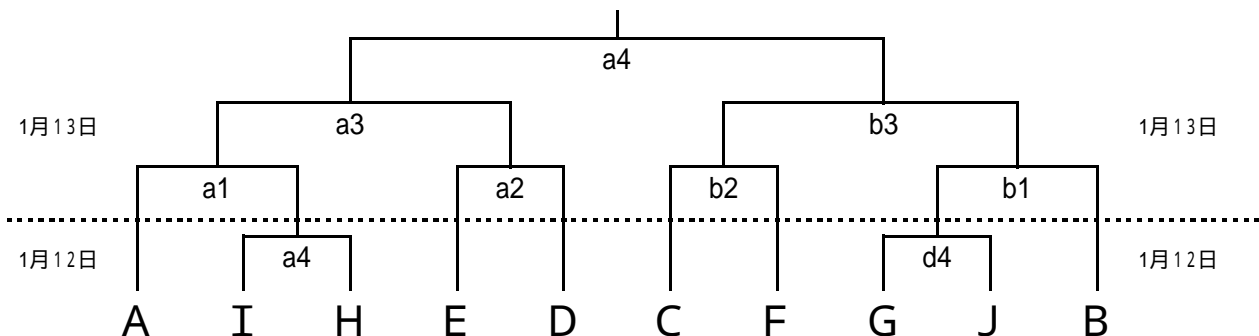 a4
1月13日 a3 b3 1月13日
a1 a2 b2 b1
1月12日 a4 d4 1月12日
A I H E D C F G J B